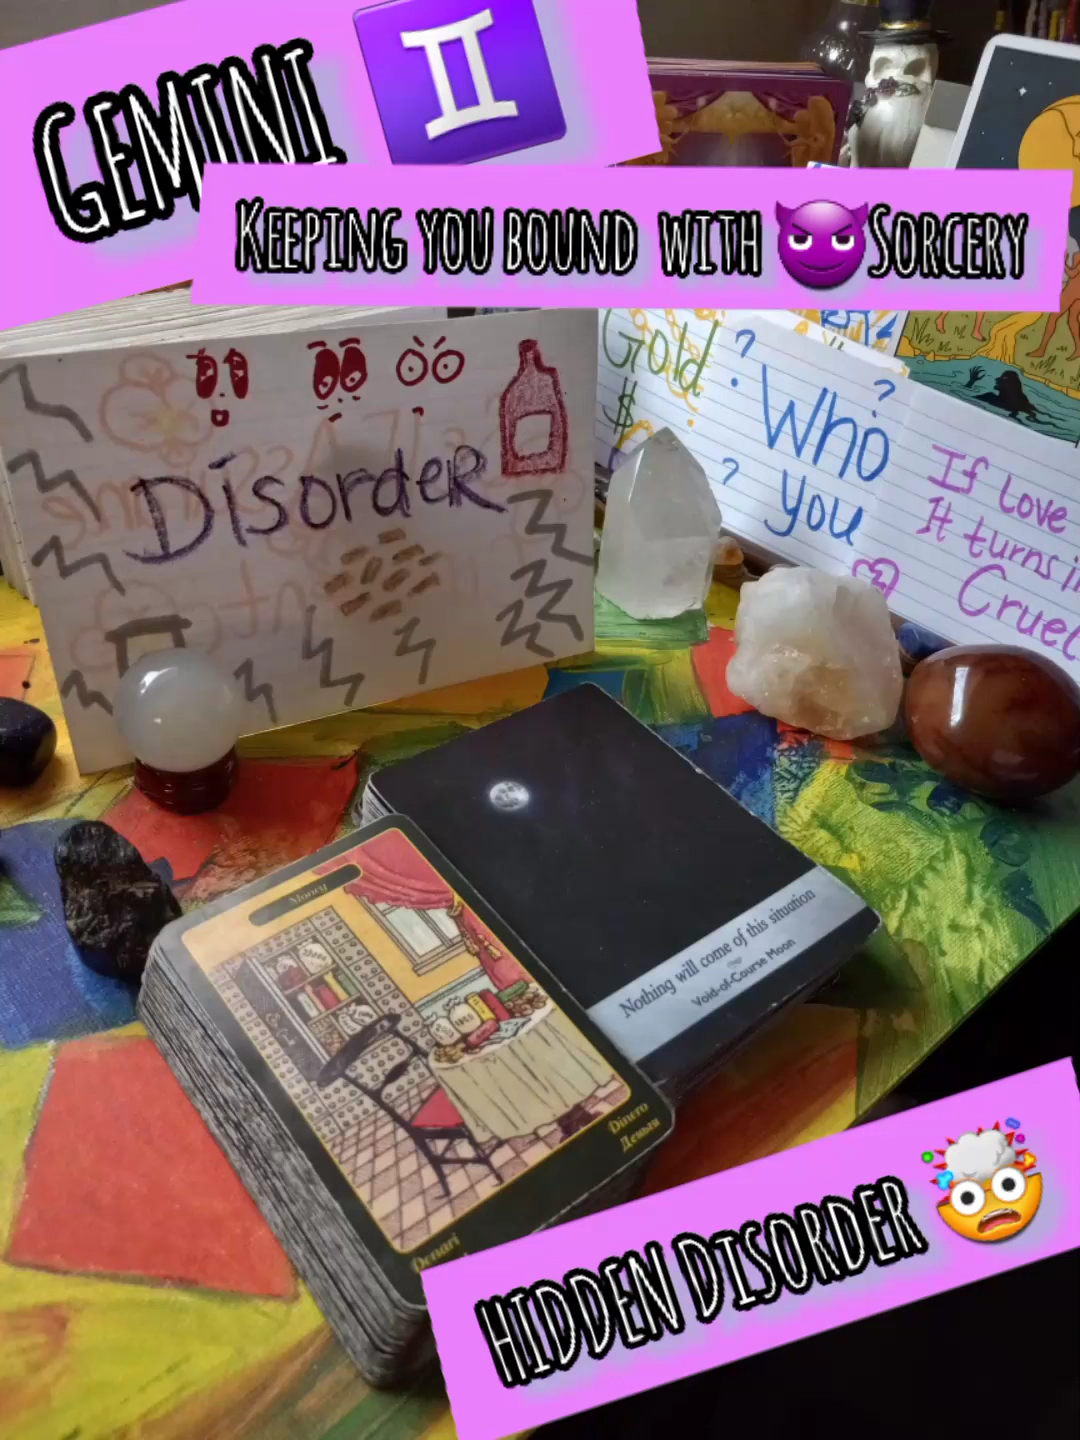 GEMINI ♊
KEEPING YOU BOUND WITH 😈 SORCERY
DisordeR
Gold
$
? Who ?
? you
If Love
It turns in
Cruel
Nothing will come of this situation
Void-of-Course Moon
Money
Dinero
Деньги
Denari
HIDDEN DISORDER 🤯